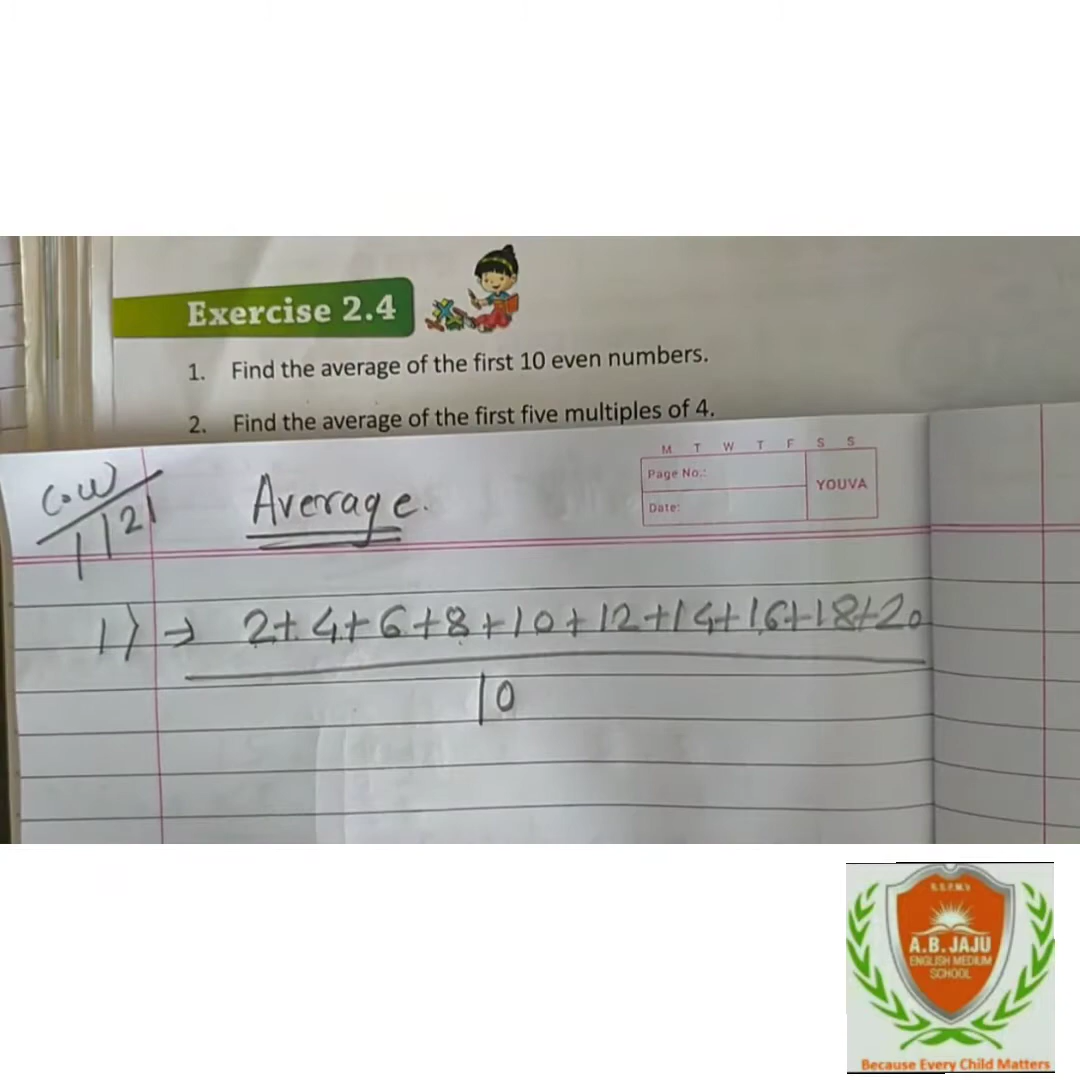 Exercise 2.4
1. Find the average of the first 10 even numbers.
2. Find the average of the first five multiples of 4.
M T W T F S S
Page No.:
YOUVA
Date:
C.W
1|2|
Average.
1) → 2+4+6+8+10+12+14+16+18+20
10
A.B. JAJU
ENGLISH MEDIUM
SCHOOL
Because Every Child Matters